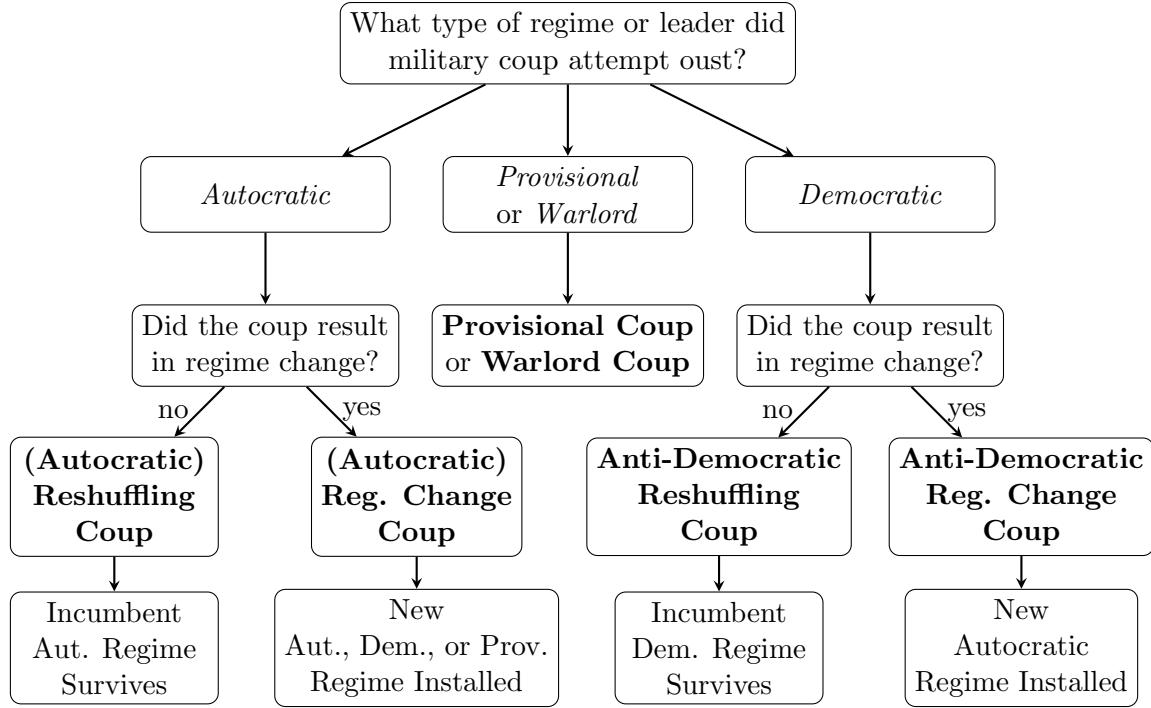 What type of regime or leader did
military coup attempt oust?
Autocratic
Provisional
or Warlord
Democratic
Did the coup result
in regime change?
Provisional Coup
or Warlord Coup
Did the coup result
in regime change?
no
yes
no
yes
(Autocratic)
Reshuffling
Coup
(Autocratic)
Reg. Change
Coup
Anti-Democratic
Reshuffling
Coup
Anti-Democratic
Reg. Change
Coup
Incumbent
Aut. Regime
Survives
New
Aut., Dem., or Prov.
Regime Installed
Incumbent
Dem. Regime
Survives
New
Autocratic
Regime Installed